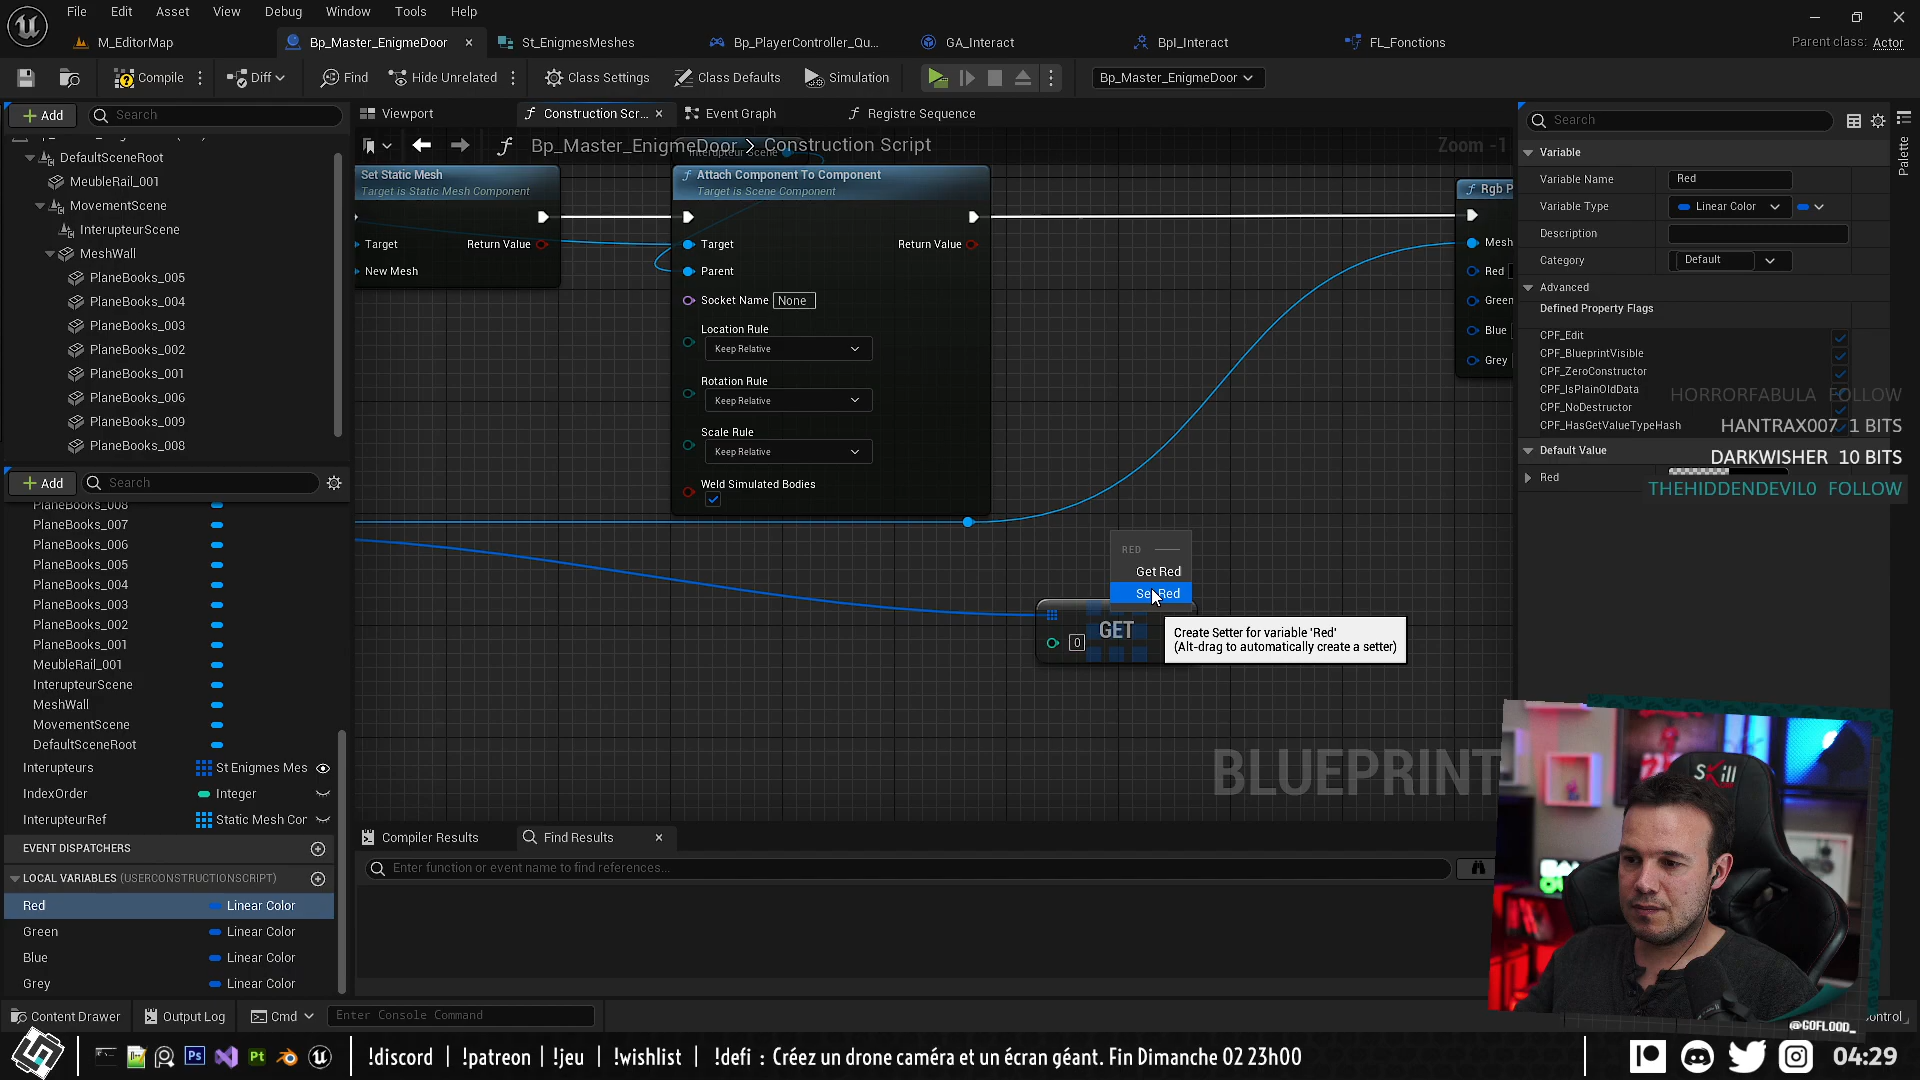 File Edit Asset View Debug Window Tools Help
M_EditorMap
Bp_Master_EnigmeDoor
St_EnigmesMeshes
Bp_PlayerController_Qu...
GA_Interact
BpI_Interact
FL_Fonctions
Parent class: Actor
Compile
Diff
Find
Hide Unrelated
Class Settings
Class Defaults
Simulation
Bp_Master_EnigmeDoor
Add
Search
Viewport
Construction Scr...
Event Graph
Registre Sequence
Search
Palette
Bp_Master_EnigmeDoor > Construction Script
Zoom -1
DefaultSceneRoot
MeubleRail_001
MovementScene
InterupteurScene
MeshWall
PlaneBooks_005
PlaneBooks_004
PlaneBooks_003
PlaneBooks_002
PlaneBooks_001
PlaneBooks_006
PlaneBooks_009
PlaneBooks_008
Add
Search
PlaneBooks_008
PlaneBooks_007
PlaneBooks_006
PlaneBooks_005
PlaneBooks_004
PlaneBooks_003
PlaneBooks_002
PlaneBooks_001
MeubleRail_001
InterupteurScene
MeshWall
MovementScene
DefaultSceneRoot
Interupteurs St Enigmes Mes
IndexOrder Integer
InterupteurRef Static Mesh Cor
EVENT DISPATCHERS
LOCAL VARIABLES (USERCONSTRUCTIONSCRIPT)
Red Linear Color
Green Linear Color
Blue Linear Color
Grey Linear Color
Set Static Mesh
Target is Static Mesh Component
Target Return Value
New Mesh
Interupteur Scene
Attach Component To Component
Target is Scene Component
Target Return Value
Parent
Socket Name None
Location Rule
Keep Relative
Rotation Rule
Keep Relative
Scale Rule
Keep Relative
Weld Simulated Bodies
Rgb P
Mesh
Red
Green
Blue
Grey
RED
Get Red
Set Red
GET
0
Create Setter for variable 'Red'
(Alt-drag to automatically create a setter)
BLUEPRINT
Variable
Variable Name Red
Variable Type Linear Color
Description
Category Default
Advanced
Defined Property Flags
CPF_Edit
CPF_BlueprintVisible
CPF_ZeroConstructor
CPF_IsPlainOldData
CPF_NoDestructor
CPF_HasGetValueTypeHash
Default Value
Red
HORRORFABULA FOLLOW
HANTRAX007 1 BITS
DARKWISHER 10 BITS
THEHIDDENDEVIL0 FOLLOW
Compiler Results
Find Results
Enter function or event name to find references...
Content Drawer
Output Log
Cmd
Enter Console Command
ontrol
@GOFLOOD_
!discord | !patreon | !jeu | !wishlist | !defi : Créez un drone caméra et un écran géant. Fin Dimanche 02 23h00
04:29